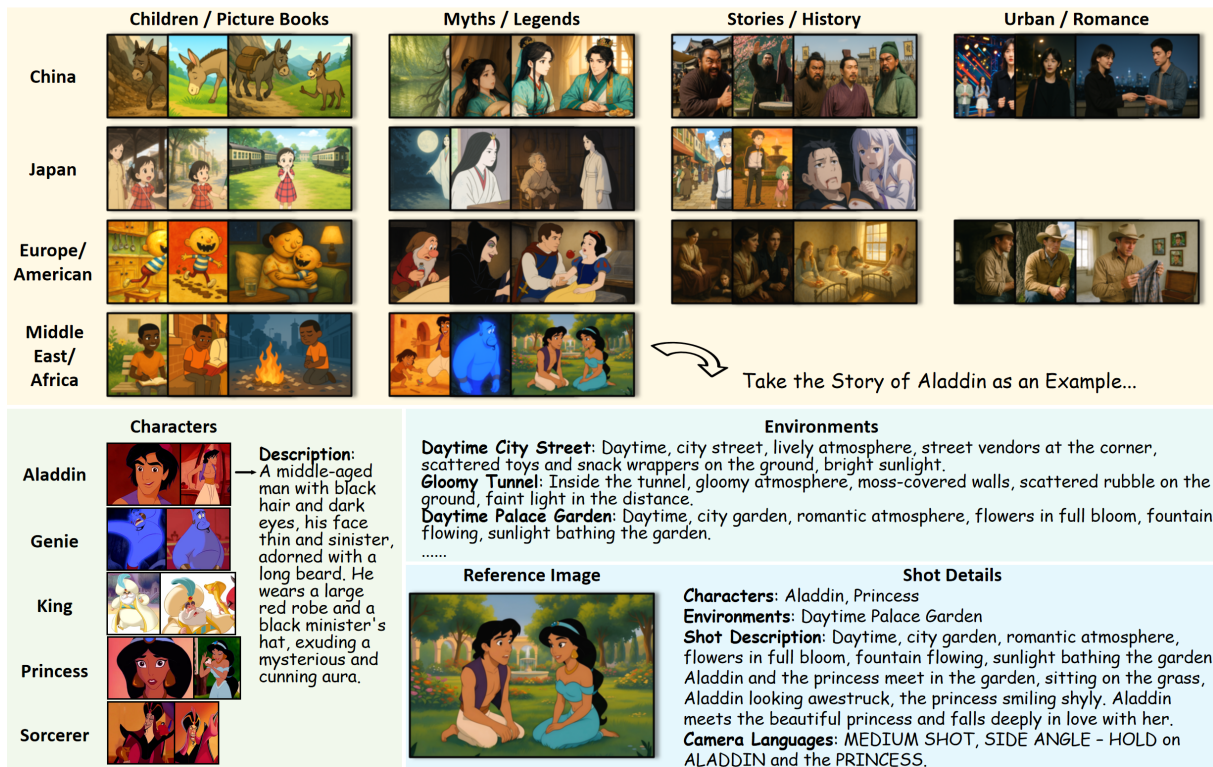 Children / Picture Books
Myths / Legends
Stories / History
Urban / Romance
China
Japan
Europe/
American
Middle
East/
Africa
Take the Story of Aladdin as an Example...
Characters
Aladdin
Genie
King
Princess
Sorcerer
Description:
A middle-aged
man with black
hair and dark
eyes, his face
thin and sinister,
adorned with a
long beard. He
wears a large
red robe and a
black minister's
hat, exuding a
mysterious and
cunning aura.
Environments
Daytime City Street: Daytime, city street, lively atmosphere, street vendors at the corner,
scattered toys and snack wrappers on the ground, bright sunlight.
Gloomy Tunnel: Inside the tunnel, gloomy atmosphere, moss-covered walls, scattered rubble on the
ground, faint light in the distance.
Daytime Palace Garden: Daytime, city garden, romantic atmosphere, flowers in full bloom, fountain
flowing, sunlight bathing the garden.
......
Reference Image
Shot Details
Characters: Aladdin, Princess
Environments: Daytime Palace Garden
Shot Description: Daytime, city garden, romantic atmosphere,
flowers in full bloom, fountain flowing, sunlight bathing the garden
Aladdin and the princess meet in the garden, sitting on the grass,
Aladdin looking awestruck, the princess smiling shyly. Aladdin
meets the beautiful princess and falls deeply in love with her.
Camera Languages: MEDIUM SHOT, SIDE ANGLE – HOLD on
ALADDIN and the PRINCESS.